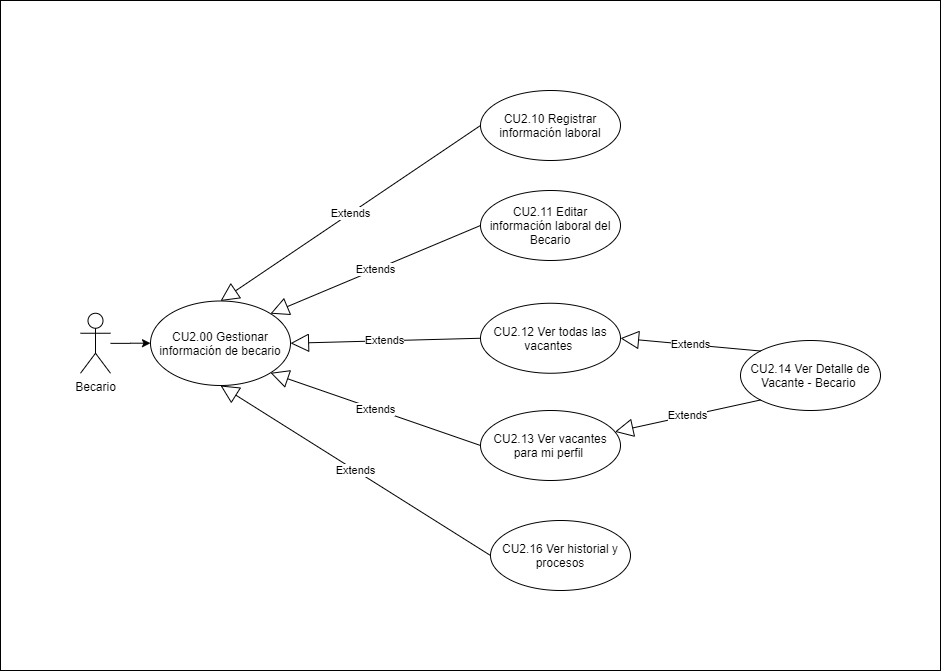 CU2.10 Registrar
información laboral
Extends
CU2.11 Editar
información laboral del
Becario
Extends
CU2.00 Gestionar
información de becario
Becario
Extends
CU2.12 Ver todas las
vacantes
Extends
CU2.14 Ver Detalle de
Vacante - Becario
Extends
CU2.13 Ver vacantes
para mi perfil
Extends
Extends
CU2.16 Ver historial y
procesos